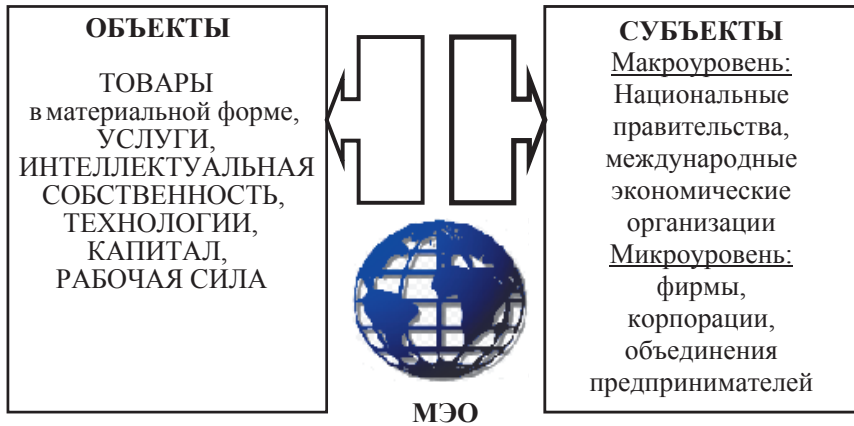 ОБЪЕКТЫ
ТОВАРЫ
в материальной форме,
УСЛУГИ,
ИНТЕЛЛЕКТУАЛЬНАЯ
СОБСТВЕННОСТЬ,
ТЕХНОЛОГИИ,
КАПИТАЛ,
РАБОЧАЯ СИЛА
СУБЪЕКТЫ
Макроуровень:
Национальные
правительства,
международные
экономические
организации
Микроуровень:
фирмы,
корпорации,
объединения
предпринимателей
МЭО